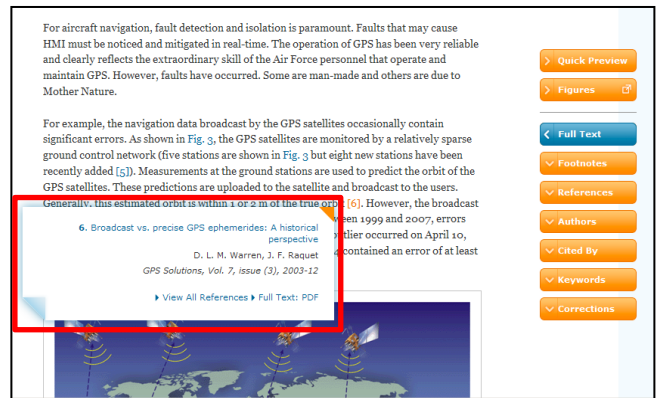 For aircraft navigation, fault detection and isolation is paramount. Faults that may cause
HMI must be noticed and mitigated in real-time. The operation of GPS has been very reliable
and clearly reflects the extraordinary skill of the Air Force personnel that operate and
maintain GPS. However, faults have occurred. Some are man-made and others are due to
Mother Nature.
For example, the navigation data broadcast by the GPS satellites occasionally contain
significant errors. As shown in Fig. 3, the GPS satellites are monitored by a relatively sparse
ground control network (five stations are shown in Fig. 3 but eight new stations have been
recently added [5]). Measurements at the ground stations are used to predict the orbit of the
GPS satellites. These predictions are uploaded to the satellite and broadcast to the users.
Generally, this estimated orbit is within 1 or 2 m of the true orbit [6]. However, the broadcast
1999 and 2007, errors
occurred on April 10,
contained an error of at least
6. Broadcast vs. precise GPS ephemerides: A historical
perspective
D. L. M. Warren, J. F. Raquet
GPS Solutions, Vol. 7, issue (3), 2003-12
View All References Full Text: PDF
Quick Preview
Figures
Full Text
Footnotes
References
Authors
Cited By
Keywords
Corrections